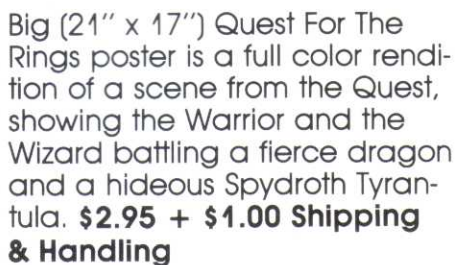 Big (21" x 17") Quest For The
Rings poster is a full color rendi-
tion of a scene from the Quest,
showing the Warrior and the
Wizard battling a fierce dragon
and a hideous Spydroth Tyran-
tula. $2.95 + $1.00 Shipping
& Handling